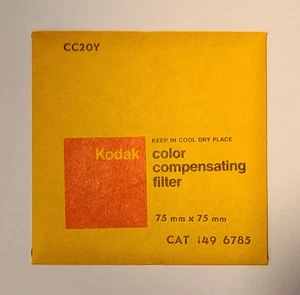 CC20Y
KEEP IN COOL DRY PLACE
Kodak color
compensating
filter
75 mm x 75 mm
CAT 149 6785